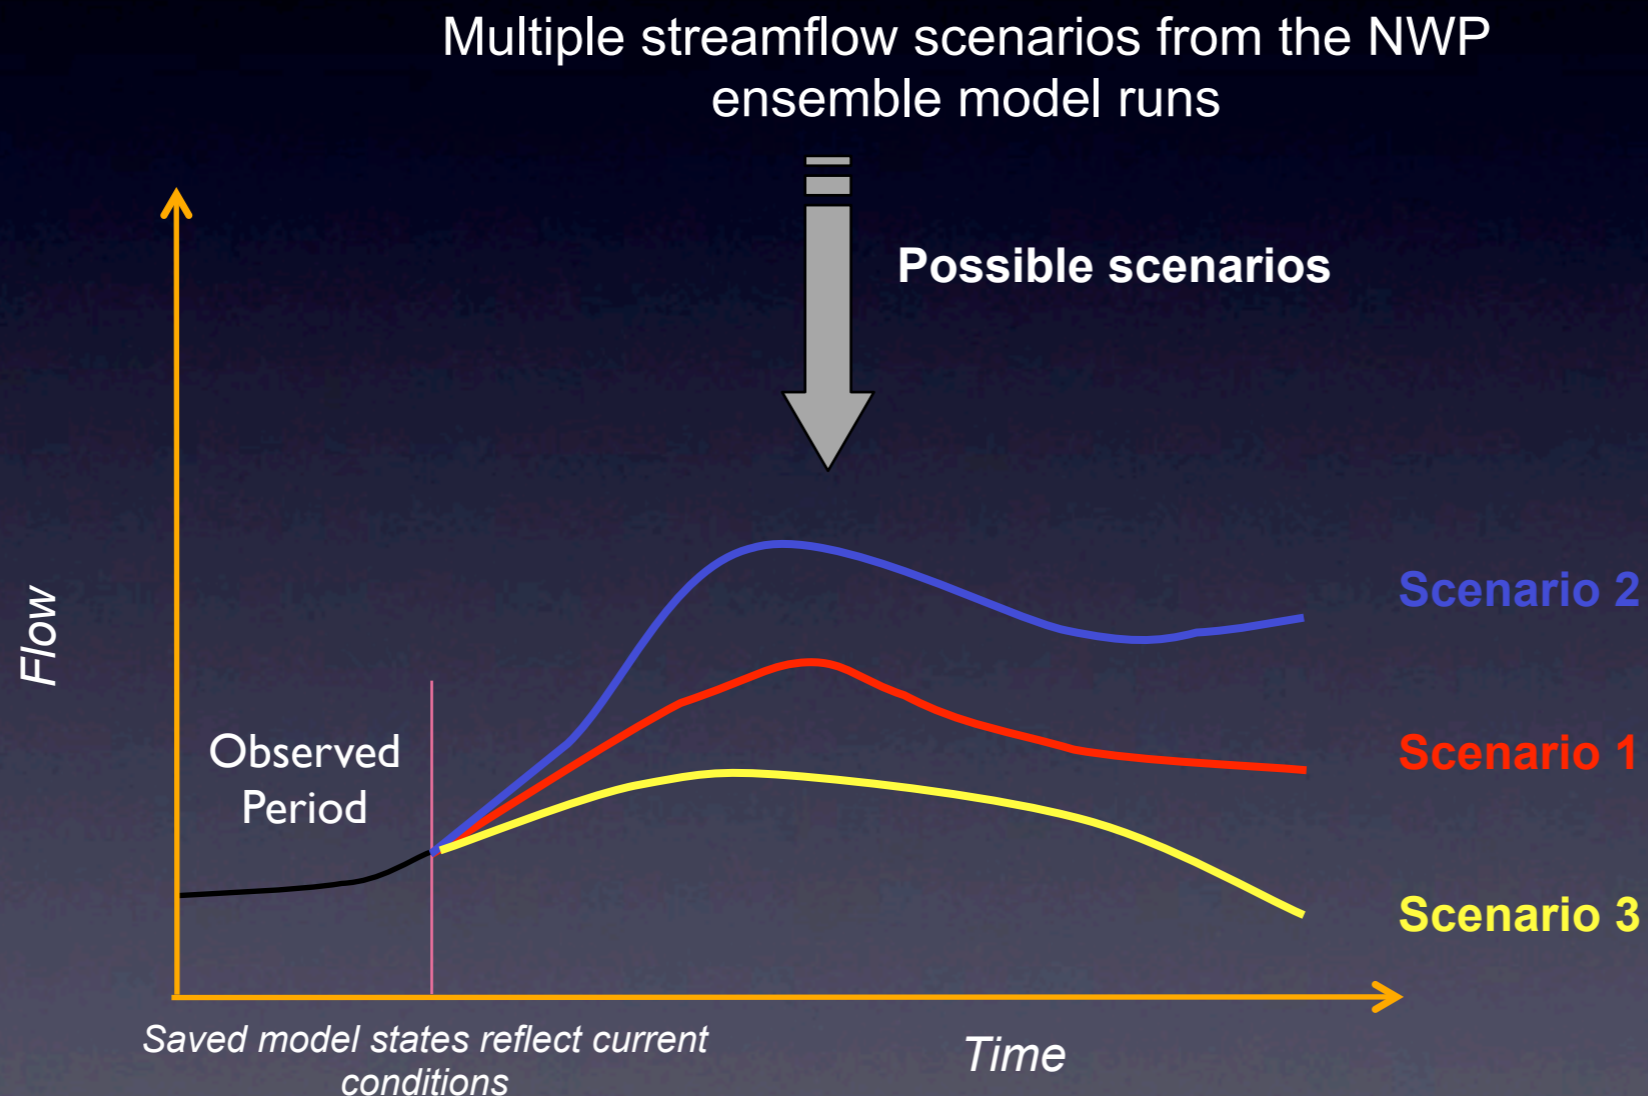 Multiple streamflow scenarios from the NWP
ensemble model runs
Possible scenarios
Flow
Observed
Period
Scenario 2
Scenario 1
Scenario 3
Saved model states reflect current
conditions
Time